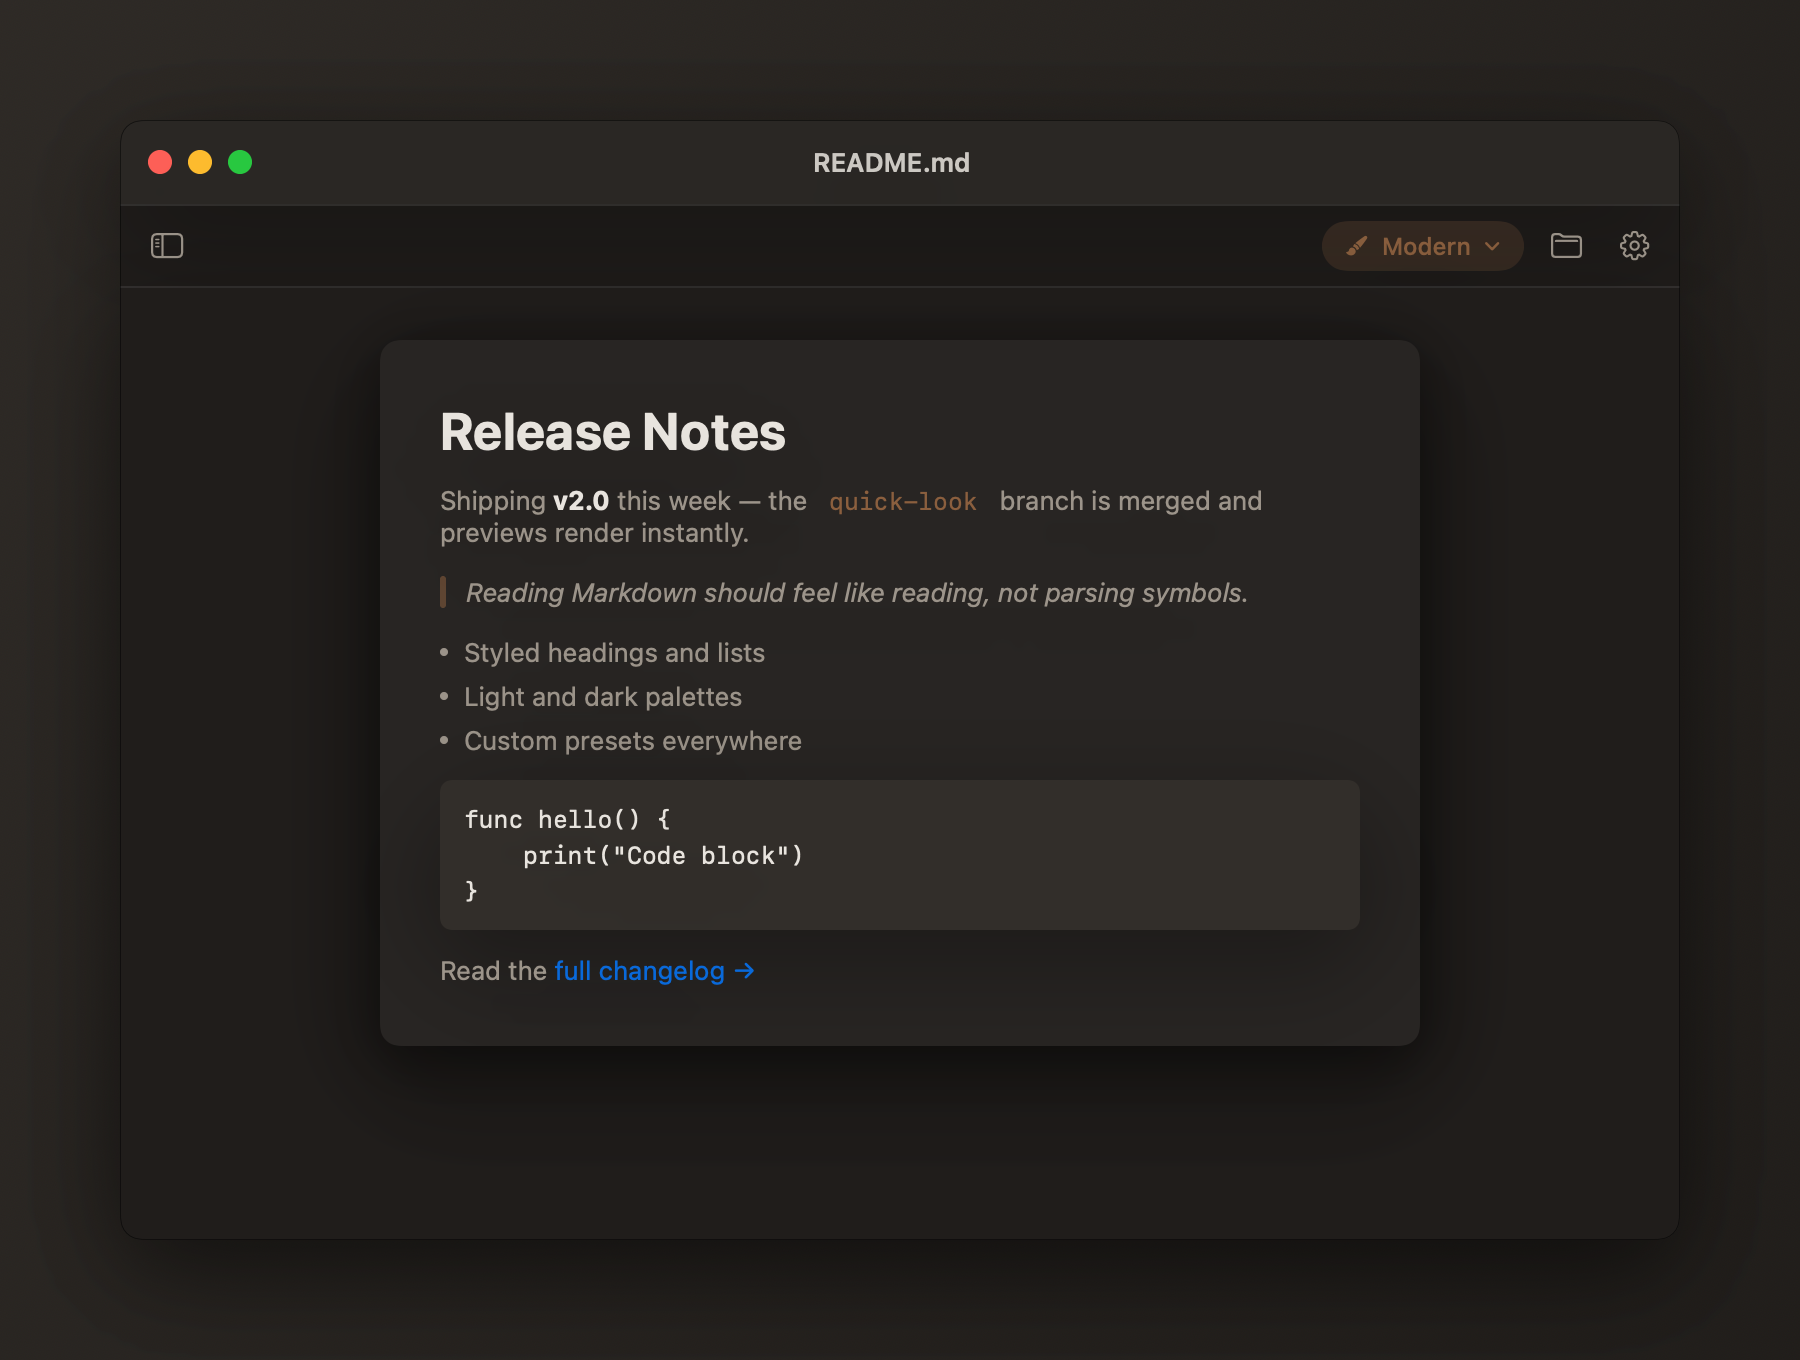 README.md
Modern
Release Notes
Shipping v2.0 this week — the quick-look branch is merged and
previews render instantly.
Reading Markdown should feel like reading, not parsing symbols.
• Styled headings and lists
• Light and dark palettes
• Custom presets everywhere
func hello() {
    print("Code block")
}
Read the full changelog →